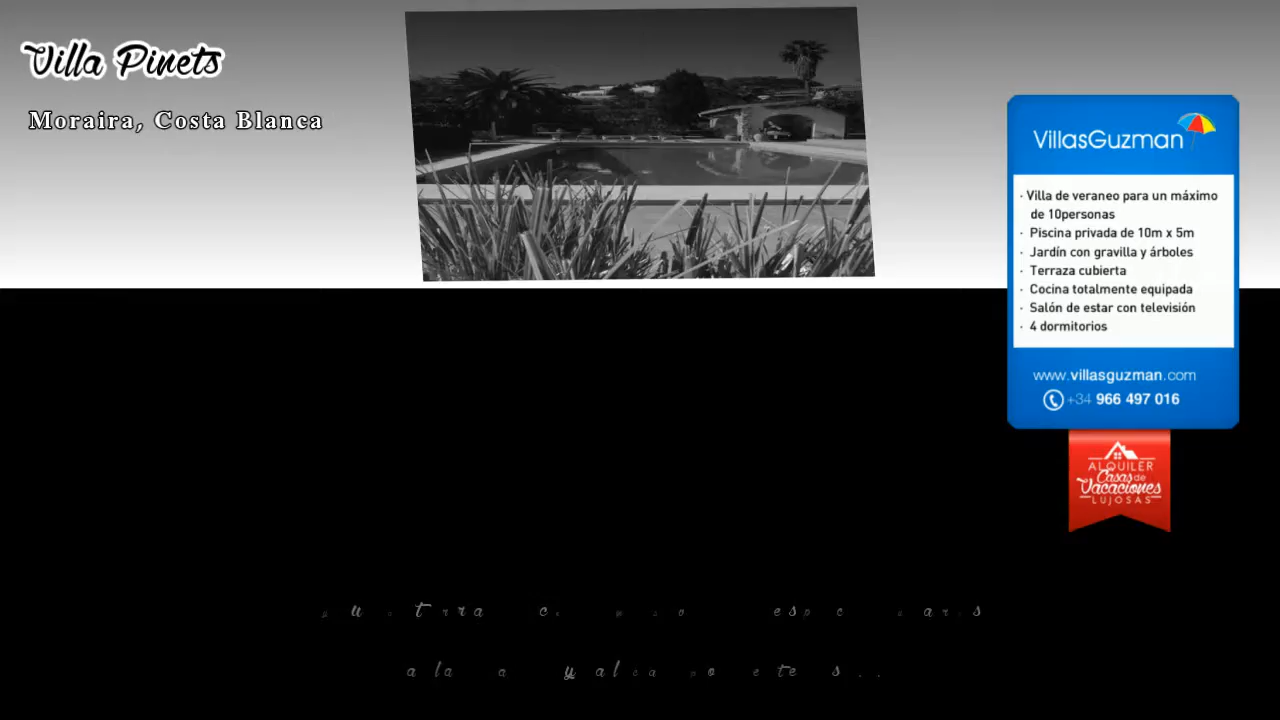 Villa Pinets
Moraira, Costa Blanca
VillasGuzman
· Villa de veraneo para un máximo
de 10personas
· Piscina privada de 10m x 5m
· Jardín con gravilla y árboles
· Terraza cubierta
· Cocina totalmente equipada
· Salón de estar con televisión
· 4 dormitorios
www.villasguzman.com
+34 966 497 016
ALQUILER
Casas de
Vacaciones
LUJOSAS